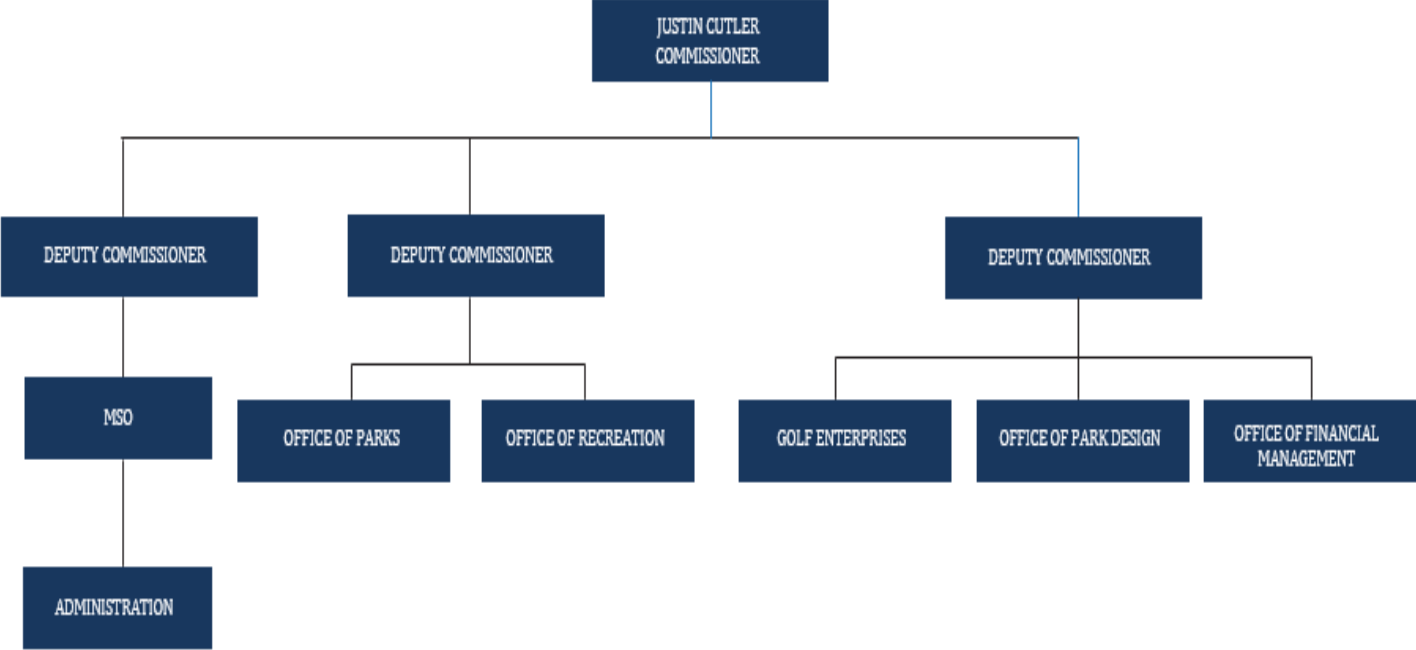 JUSTIN CUTLER
COMMISSIONER
DEPUTY COMMISSIONER
DEPUTY COMMISSIONER
DEPUTY COMMISSIONER
MSO
OFFICE OF PARKS
OFFICE OF RECREATION
GOLF ENTERPRISES
OFFICE OF PARK DESIGN
OFFICE OF FINANCIAL
MANAGEMENT
ADMINISTRATION